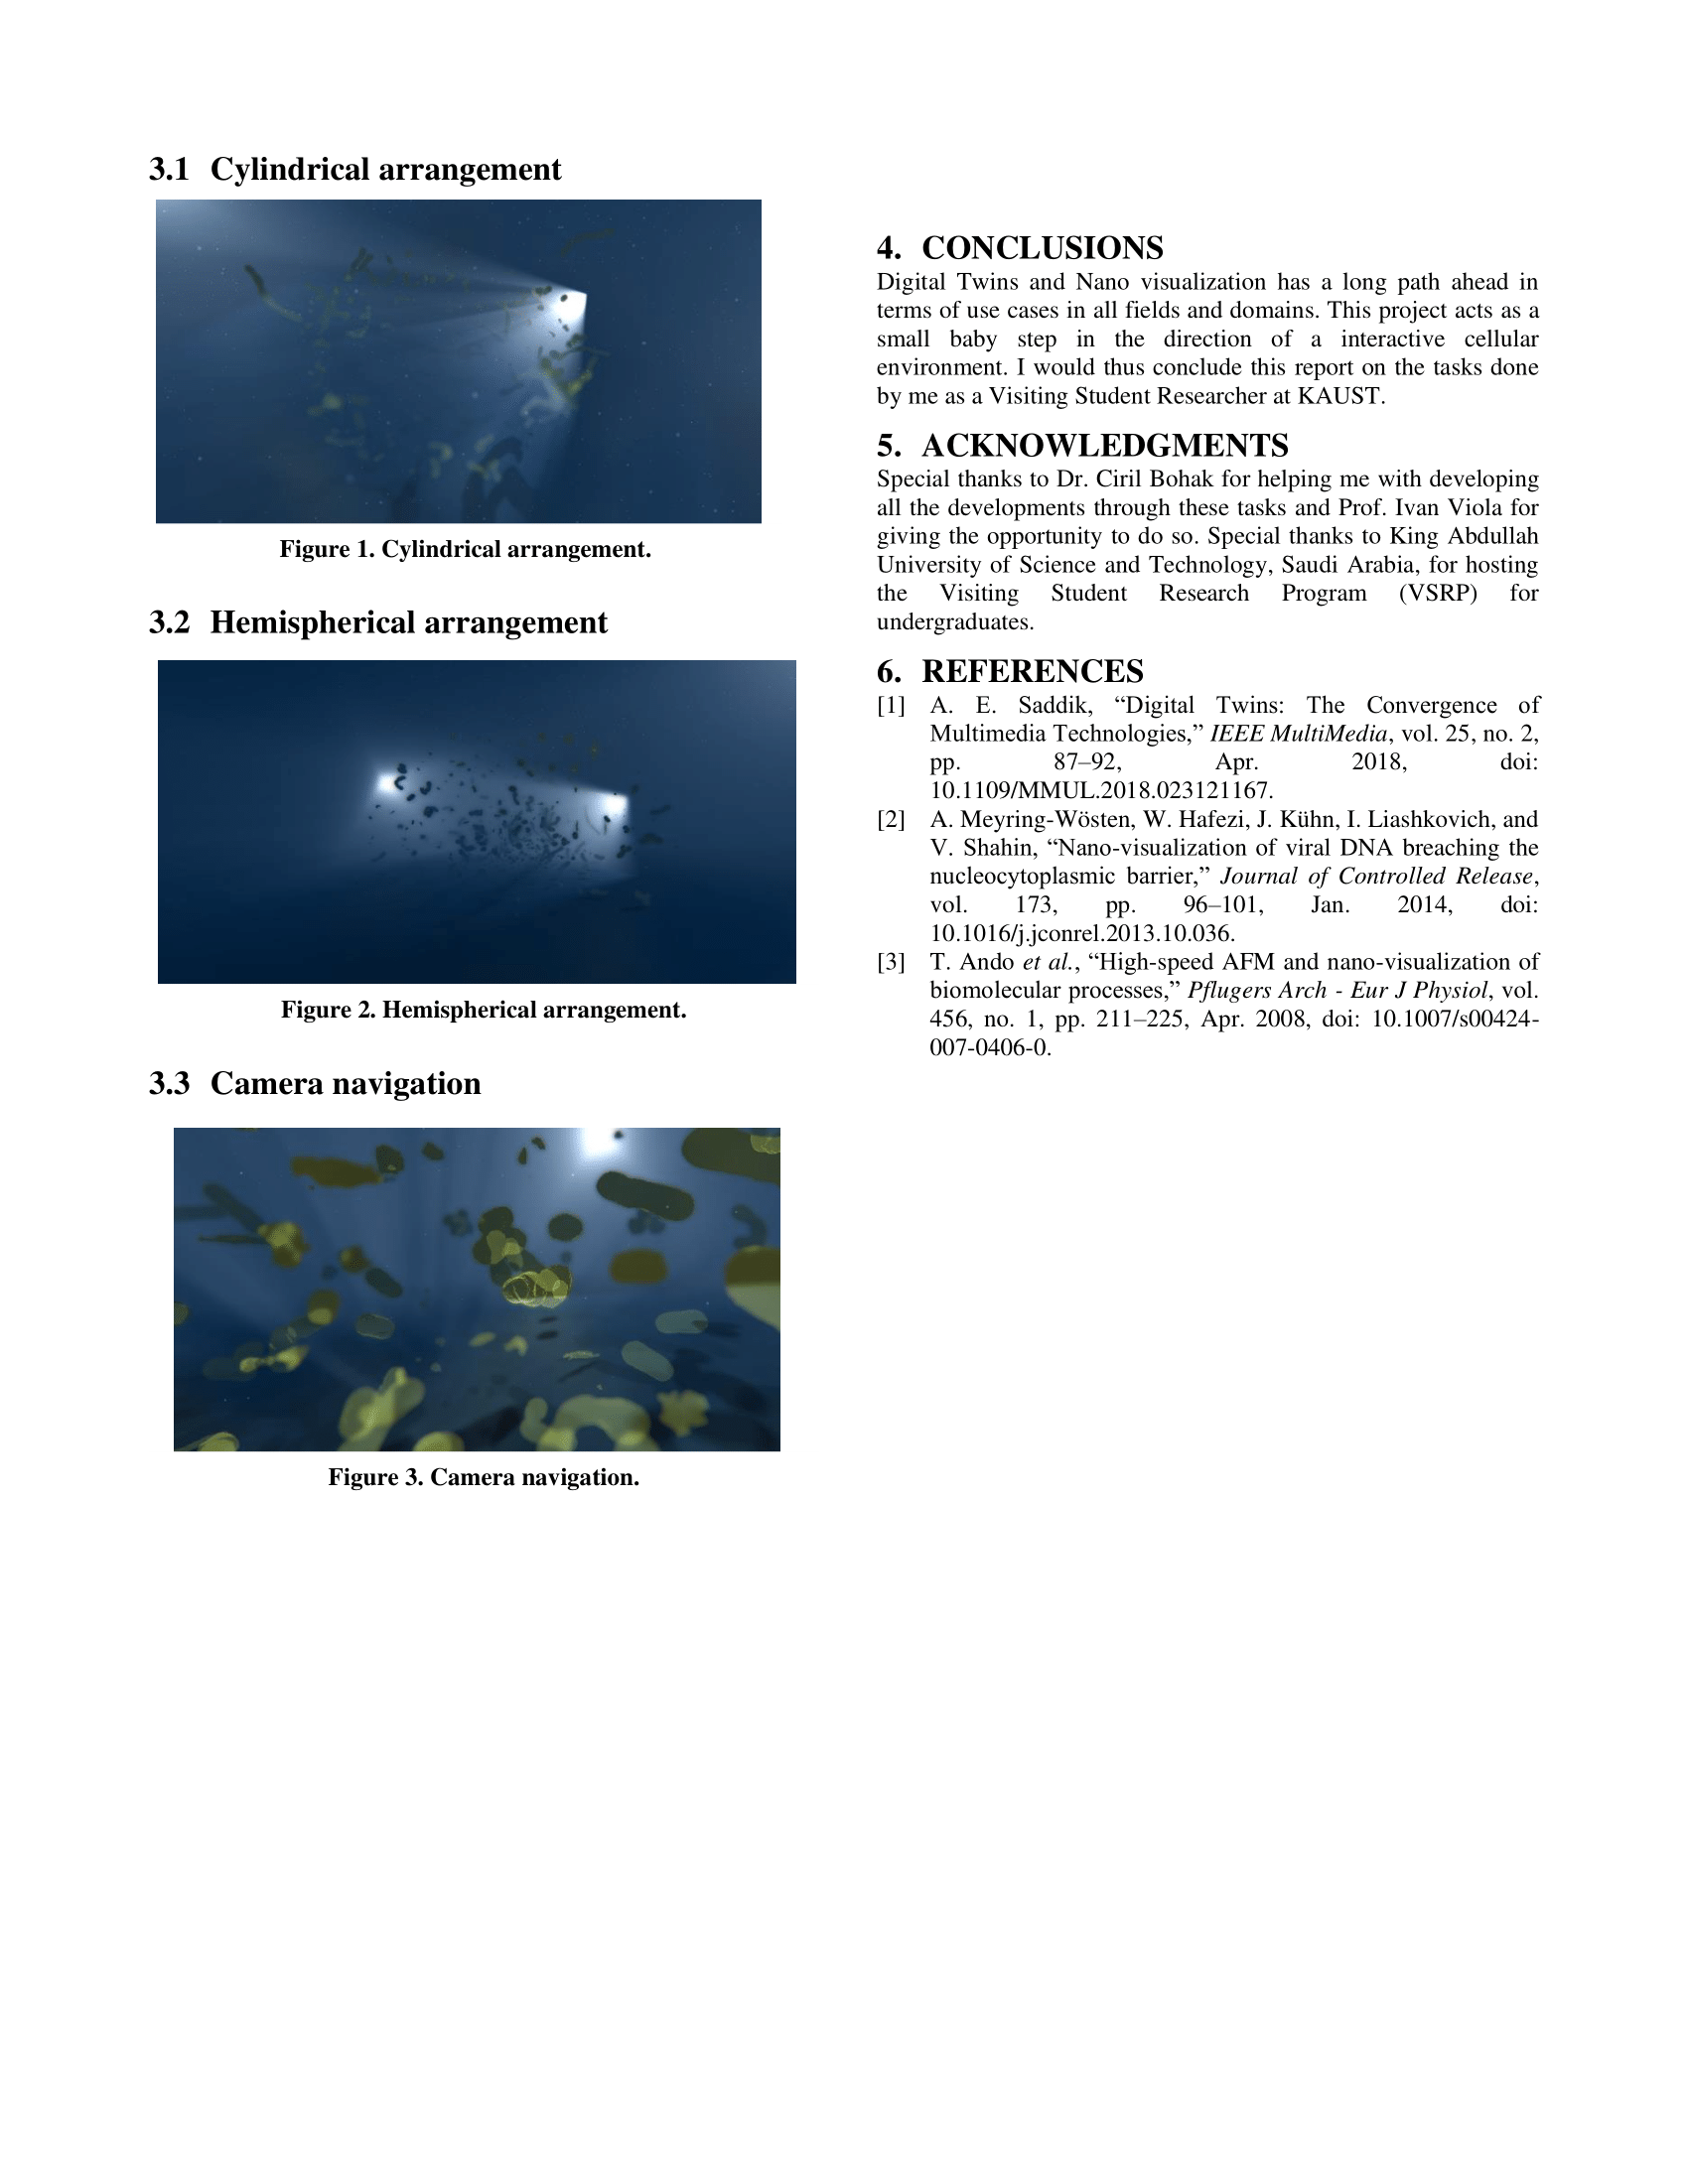 3.1 Cylindrical arrangement
Figure 1. Cylindrical arrangement.
3.2 Hemispherical arrangement
Figure 2. Hemispherical arrangement.
3.3 Camera navigation
Figure 3. Camera navigation.
4. CONCLUSIONS
Digital Twins and Nano visualization has a long path ahead in
terms of use cases in all fields and domains. This project acts as a
small baby step in the direction of a interactive cellular
environment. I would thus conclude this report on the tasks done
by me as a Visiting Student Researcher at KAUST.
5. ACKNOWLEDGMENTS
Special thanks to Dr. Ciril Bohak for helping me with developing
all the developments through these tasks and Prof. Ivan Viola for
giving the opportunity to do so. Special thanks to King Abdullah
University of Science and Technology, Saudi Arabia, for hosting
the Visiting Student Research Program (VSRP) for
undergraduates.
6. REFERENCES
[1] A. E. Saddik, “Digital Twins: The Convergence of
Multimedia Technologies,” IEEE MultiMedia, vol. 25, no. 2,
pp. 87–92, Apr. 2018, doi:
10.1109/MMUL.2018.023121167.
[2] A. Meyring-Wösten, W. Hafezi, J. Kühn, I. Liashkovich, and
V. Shahin, “Nano-visualization of viral DNA breaching the
nucleocytoplasmic barrier,” Journal of Controlled Release,
vol. 173, pp. 96–101, Jan. 2014, doi:
10.1016/j.jconrel.2013.10.036.
[3] T. Ando et al., “High-speed AFM and nano-visualization of
biomolecular processes,” Pflugers Arch - Eur J Physiol, vol.
456, no. 1, pp. 211–225, Apr. 2008, doi: 10.1007/s00424-
007-0406-0.